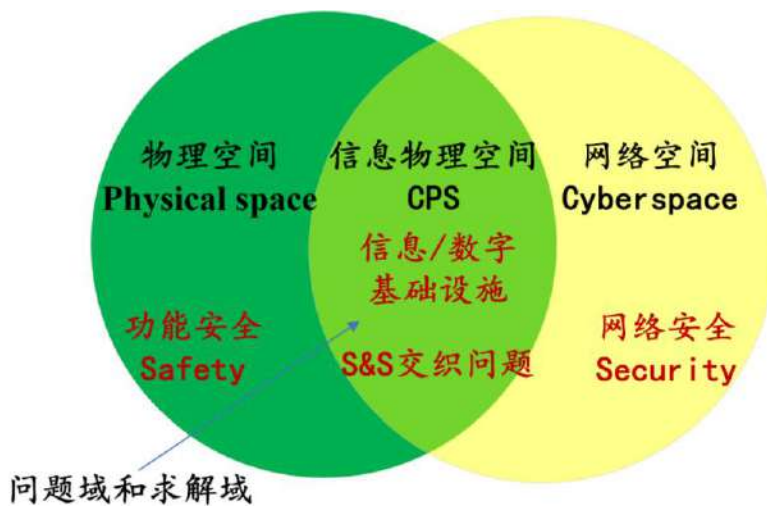 物理空间
Physical space
信息物理空间
CPS
网络空间
Cyberspace
信息/数字
基础设施
功能安全
Safety
S&S交织问题
网络安全
Security
问题域和求解域